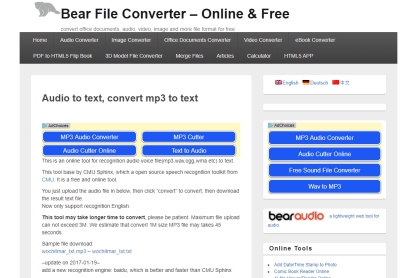 Bear File Converter – Online & Free
convert office documents, audio, video, image and more file format for free
Home Audio Converter Image Converter Office Documents Converter Video Converter eBook Converter
PDF to HTML5 Flip Book 3D Model File Converter Merge Files Articles Calculator HTML5 APP
Audio to text, convert mp3 to text
AdChoices
MP3 Audio Converter MP3 Cutter
Audio Cutter Online Text to Audio
This is an online tool for recognition audio voice file(mp3,wav,ogg,wma etc) to text.
This tool base by CMU Sphinx, which a open source speech recognition toolkit from
CMU. It is a free and online tool.
You just upload the audio file in below. then click "convert" to convert, then download
the result text file.
Now only support recognition English.
This tool may take longer time to convert, please be patient. Maximum file upload
can not exceed 3M. We estimate that convert 1M size MP3 file may takes 45
seconds.
Sample file download:
wochitmar_txt.mp3 – wochitmar_txt.txt
--update on 2017-01-19--
add a new recognition engine: baidu, which is better and faster than CMU Sphinx
English Deutsch 中文
AdChoices
MP3 Audio Converter
Audio Cutter Online
Free Sound File Converter
Wav to MP3
bearaudio a lightweight web tool for
audio.
Online Tools
Add Date/Time Stamp to Photo
Comic Book Reader Online